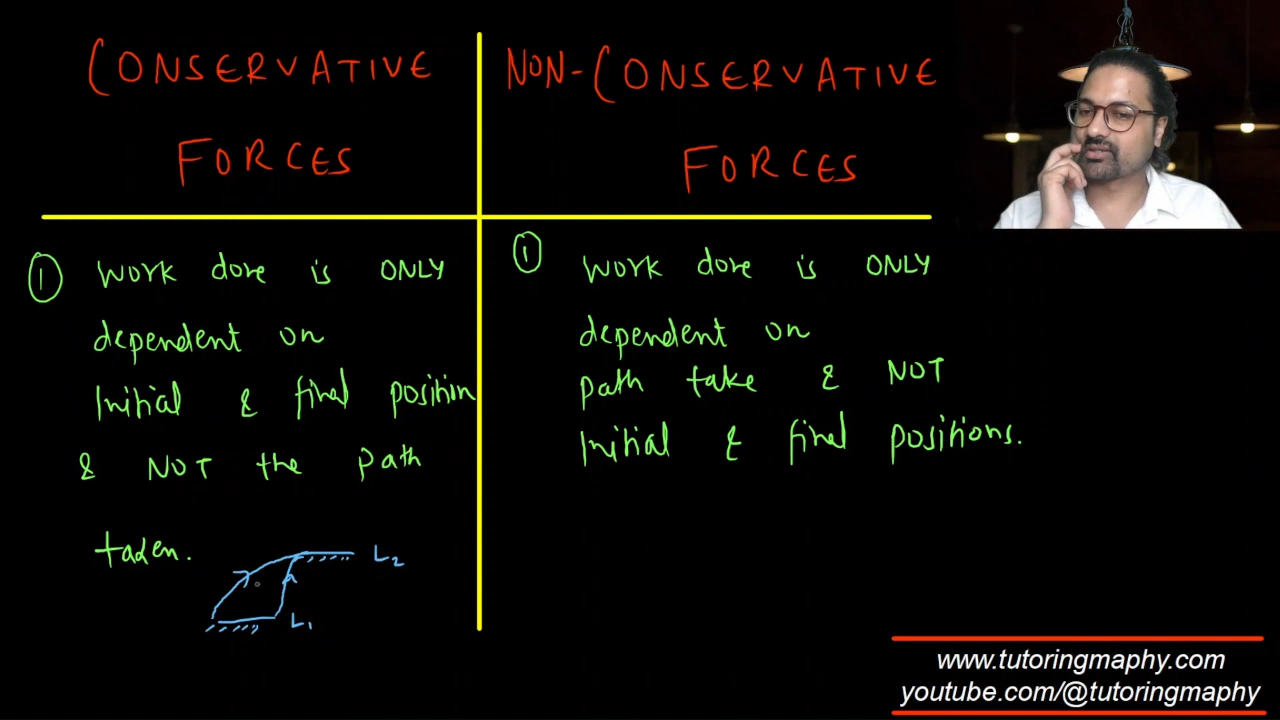 CONSERVATIVE
FORCES
NON-CONSERVATIVE
FORCES
① Work done is ONLY
dependent on
Initial & final position
& NOT the path
taken.
L₂
L₁
① Work done is ONLY
dependent on
path take & NOT
Initial & final positions.
www.tutoringmaphy.com
youtube.com/@tutoringmaphy